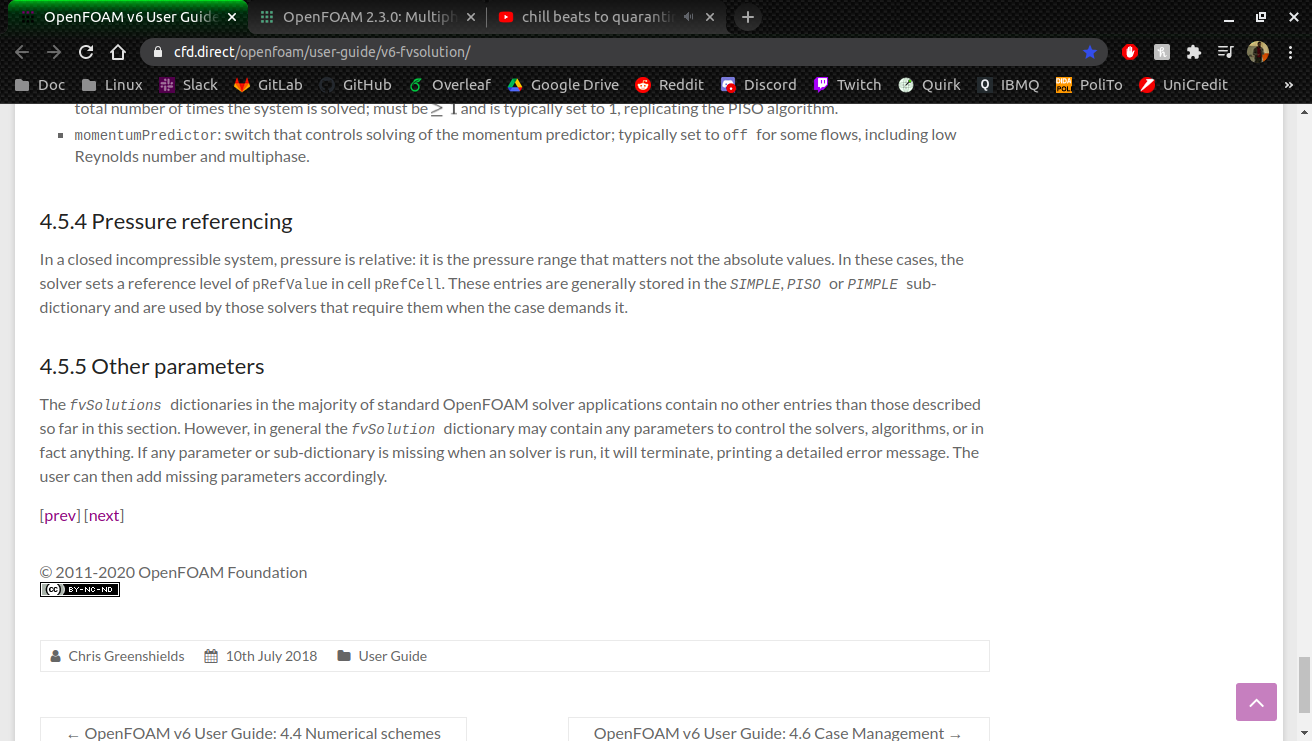 OpenFOAM v6 User Guide
OpenFOAM 2.3.0: Multiph
chill beats to quaranti
cfd.direct/openfoam/user-guide/v6-fvsolution/
Doc Linux Slack GitLab GitHub Overleaf Google Drive Reddit Discord Twitch Quirk IBMQ PoliTo UniCredit »
total number of times the system is solved; must be ≥ 1 and is typically set to 1, replicating the PISO algorithm.
momentumPredictor: switch that controls solving of the momentum predictor; typically set to off for some flows, including low
Reynolds number and multiphase.
4.5.4 Pressure referencing
In a closed incompressible system, pressure is relative: it is the pressure range that matters not the absolute values. In these cases, the
solver sets a reference level of pRefValue in cell pRefCell. These entries are generally stored in the SIMPLE, PISO or PIMPLE sub-
dictionary and are used by those solvers that require them when the case demands it.
4.5.5 Other parameters
The fvSolutions dictionaries in the majority of standard OpenFOAM solver applications contain no other entries than those described
so far in this section. However, in general the fvSolution dictionary may contain any parameters to control the solvers, algorithms, or in
fact anything. If any parameter or sub-dictionary is missing when an solver is run, it will terminate, printing a detailed error message. The
user can then add missing parameters accordingly.
[prev] [next]
© 2011-2020 OpenFOAM Foundation
cc BY-NC-ND
Chris Greenshields 10th July 2018 User Guide
← OpenFOAM v6 User Guide: 4.4 Numerical schemes
OpenFOAM v6 User Guide: 4.6 Case Management →